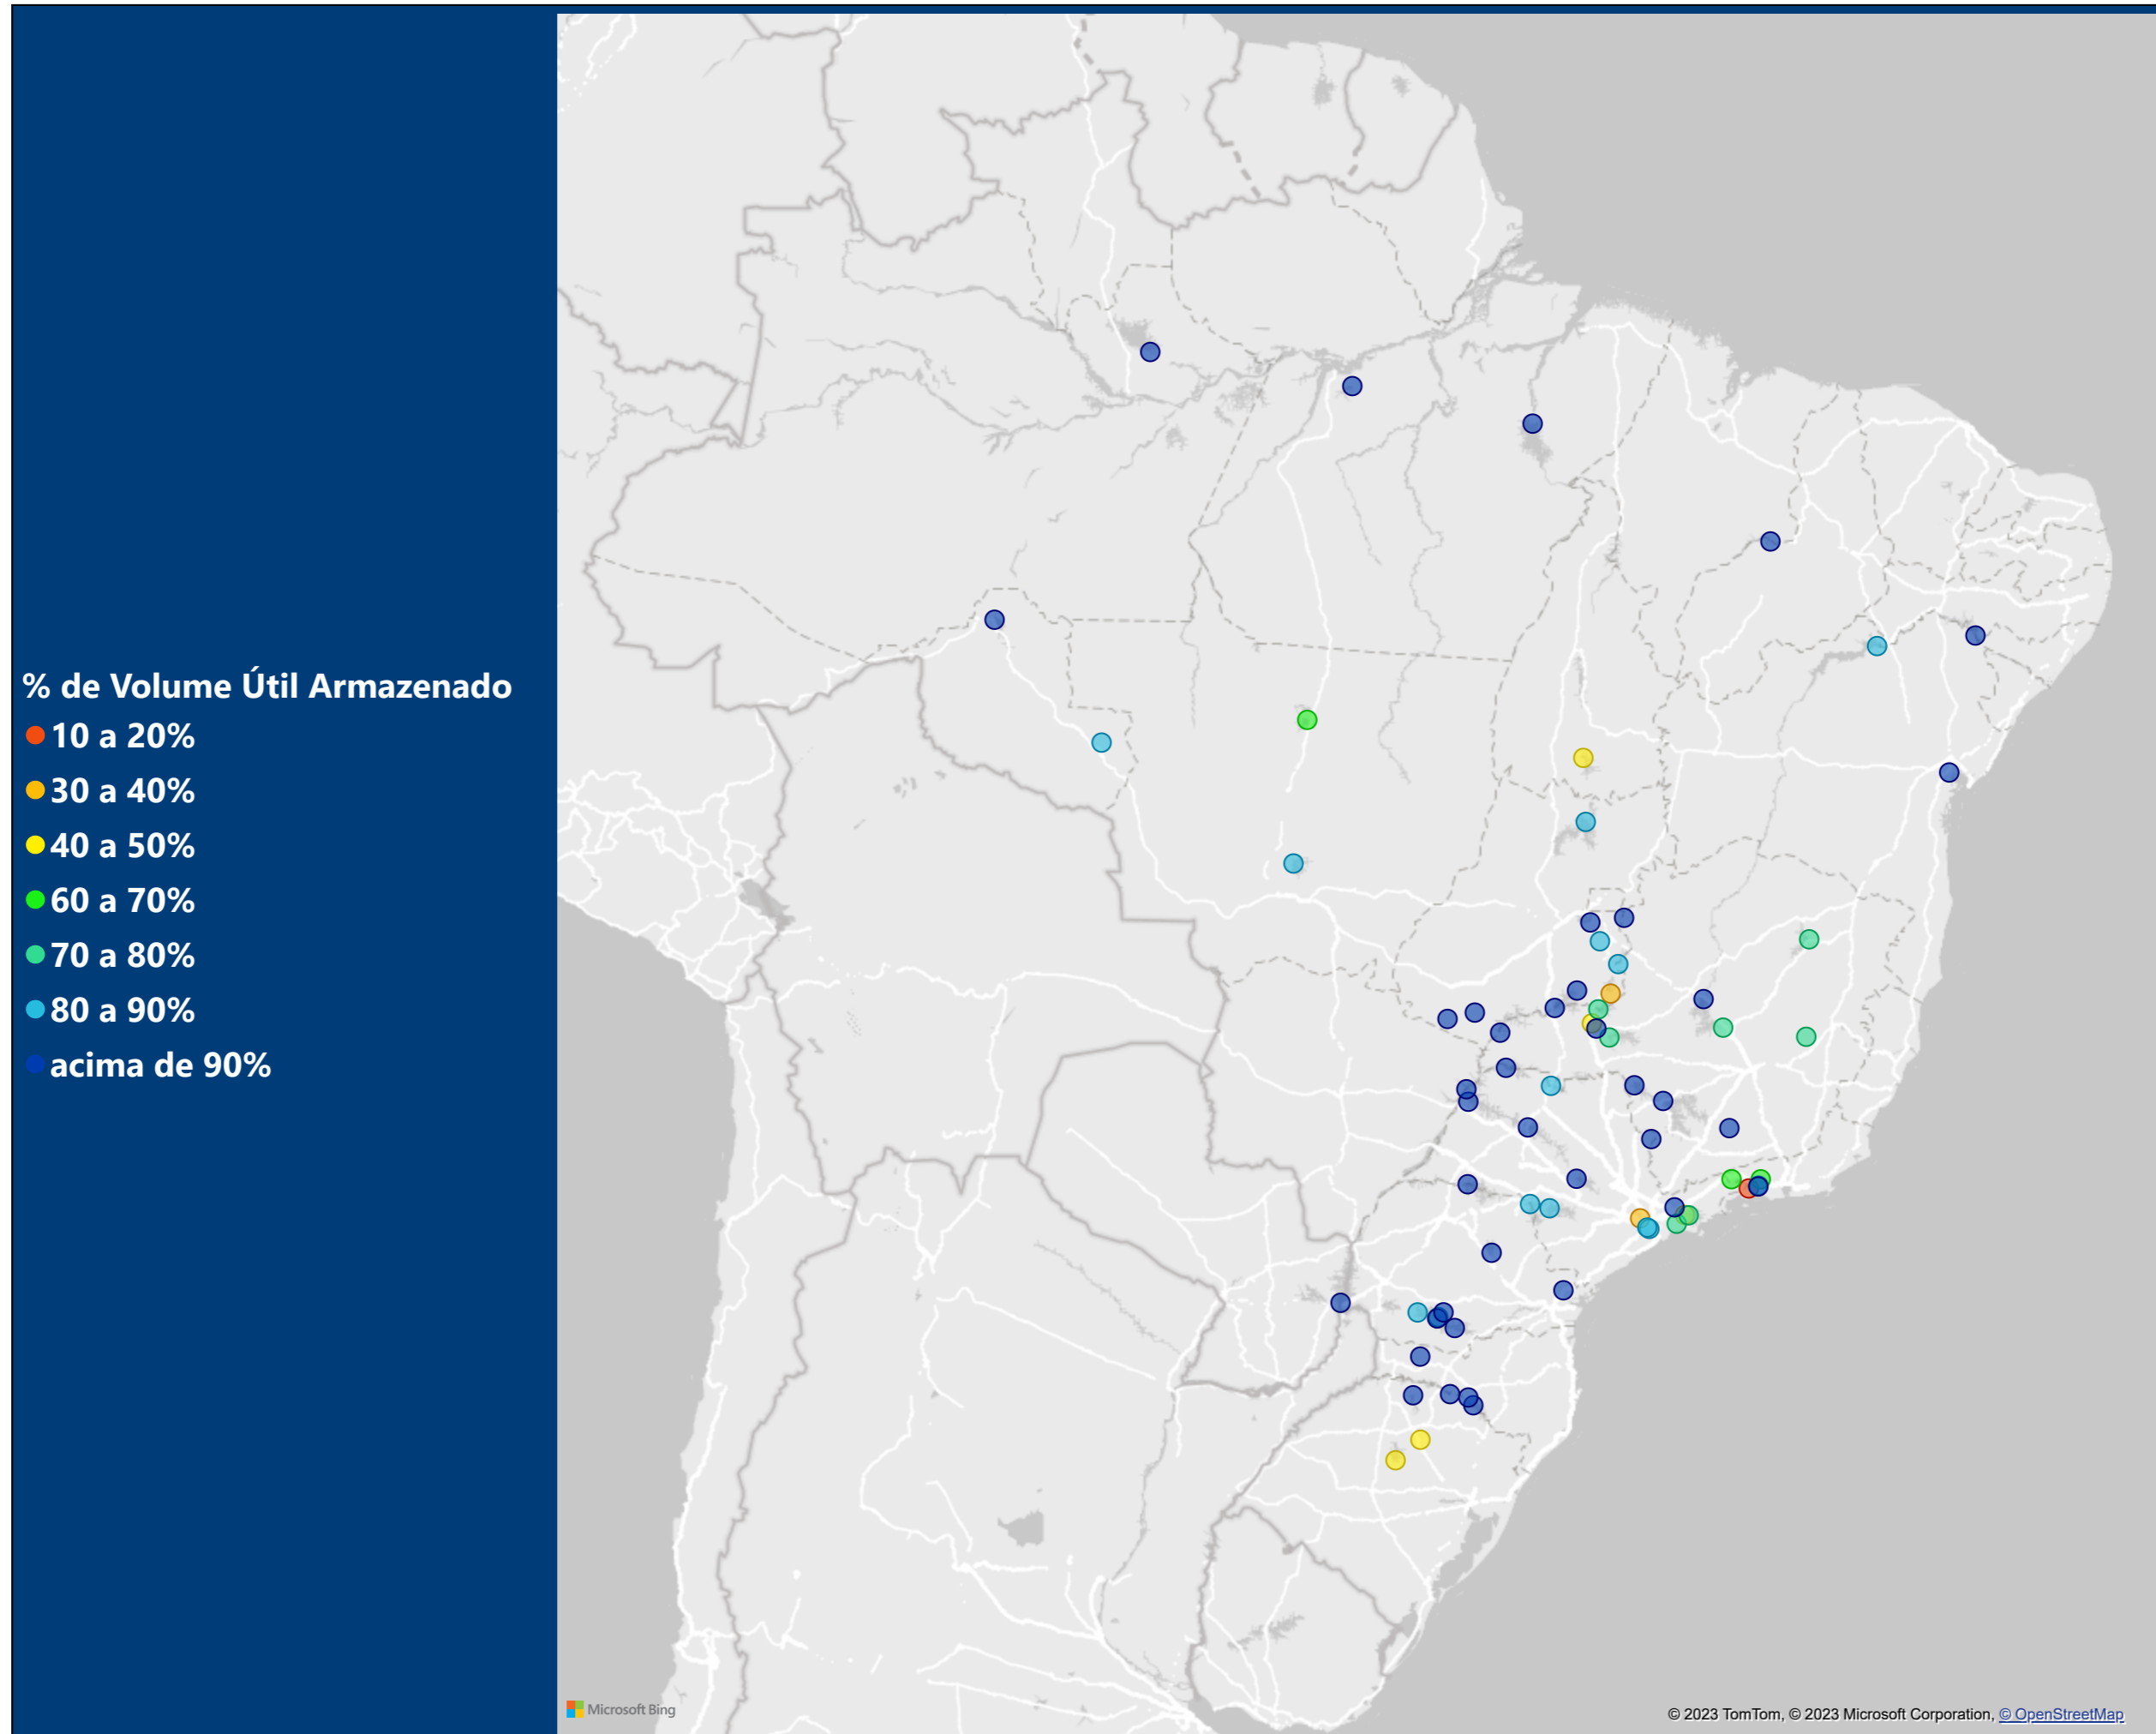 % de Volume Útil Armazenado
10 a 20%
30 a 40%
40 a 50%
60 a 70%
70 a 80%
80 a 90%
acima de 90%
Microsoft Bing
© 2023 TomTom, © 2023 Microsoft Corporation, © OpenStreetMap